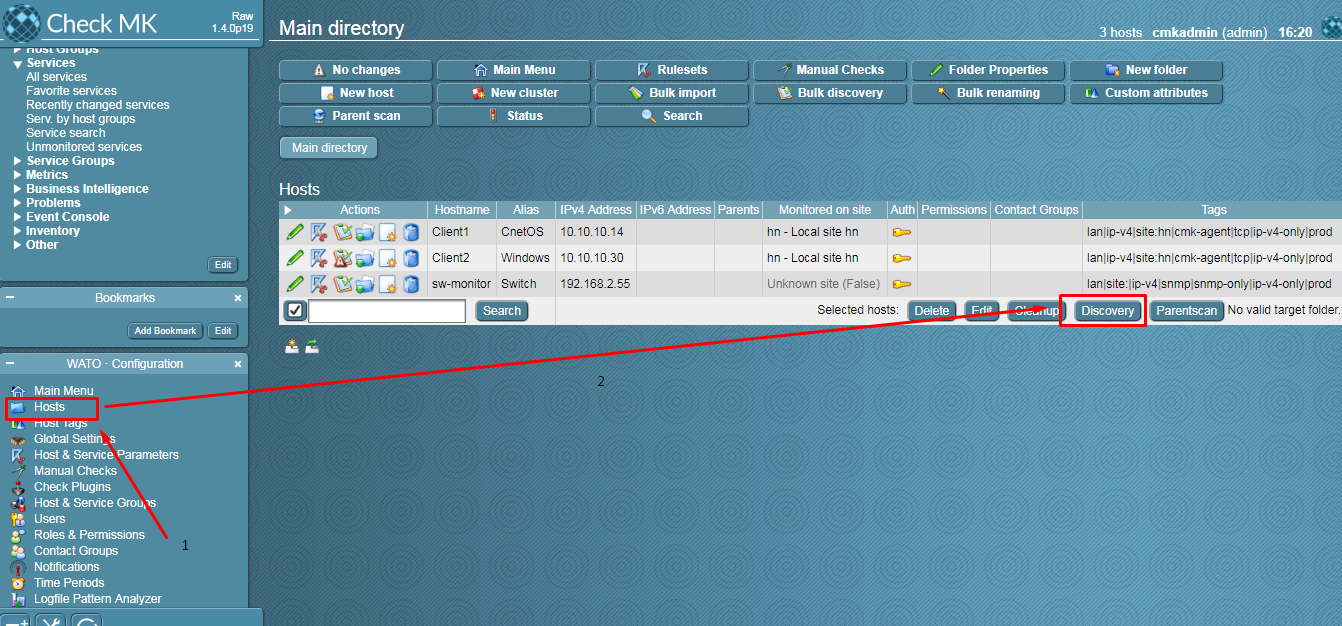 Check MK
Raw
1.4.0p19
Host Groups
Services
All services
Favorite services
Recently changed services
Serv. by host groups
Service search
Unmonitored services
Service Groups
Metrics
Business Intelligence
Problems
Event Console
Inventory
Other
Edit
Bookmarks
Add Bookmark Edit
WATO - Configuration
Main Menu
Hosts
Host Tags
Global Settings
Host & Service Parameters
Manual Checks
Check Plugins
Host & Service Groups
Users
Roles & Permissions
Contact Groups
Notifications
Time Periods
Logfile Pattern Analyzer
1
Main directory
3 hosts cmkadmin (admin) 16:20
No changes Main Menu Rulesets Manual Checks Folder Properties New folder
New host New cluster Bulk import Bulk discovery Bulk renaming Custom attributes
Parent scan Status Search
Main directory
Hosts
Actions Hostname Alias IPv4 Address IPv6 Address Parents Monitored on site Auth Permissions Contact Groups Tags
Client1 CnetOS 10.10.10.14 hn - Local site hn lan|ip-v4|site:hn|cmk-agent|tcp|ip-v4-only|prod
Client2 Windows 10.10.10.30 hn - Local site hn lan|ip-v4|site:hn|cmk-agent|tcp|ip-v4-only|prod
sw-monitor Switch 192.168.2.55 Unknown site (False) lan|site:|ip-v4|snmp|snmp-only|ip-v4-only|prod
Search Selected hosts: Delete Edit Cleanup Discovery Parentscan No valid target folder.
2